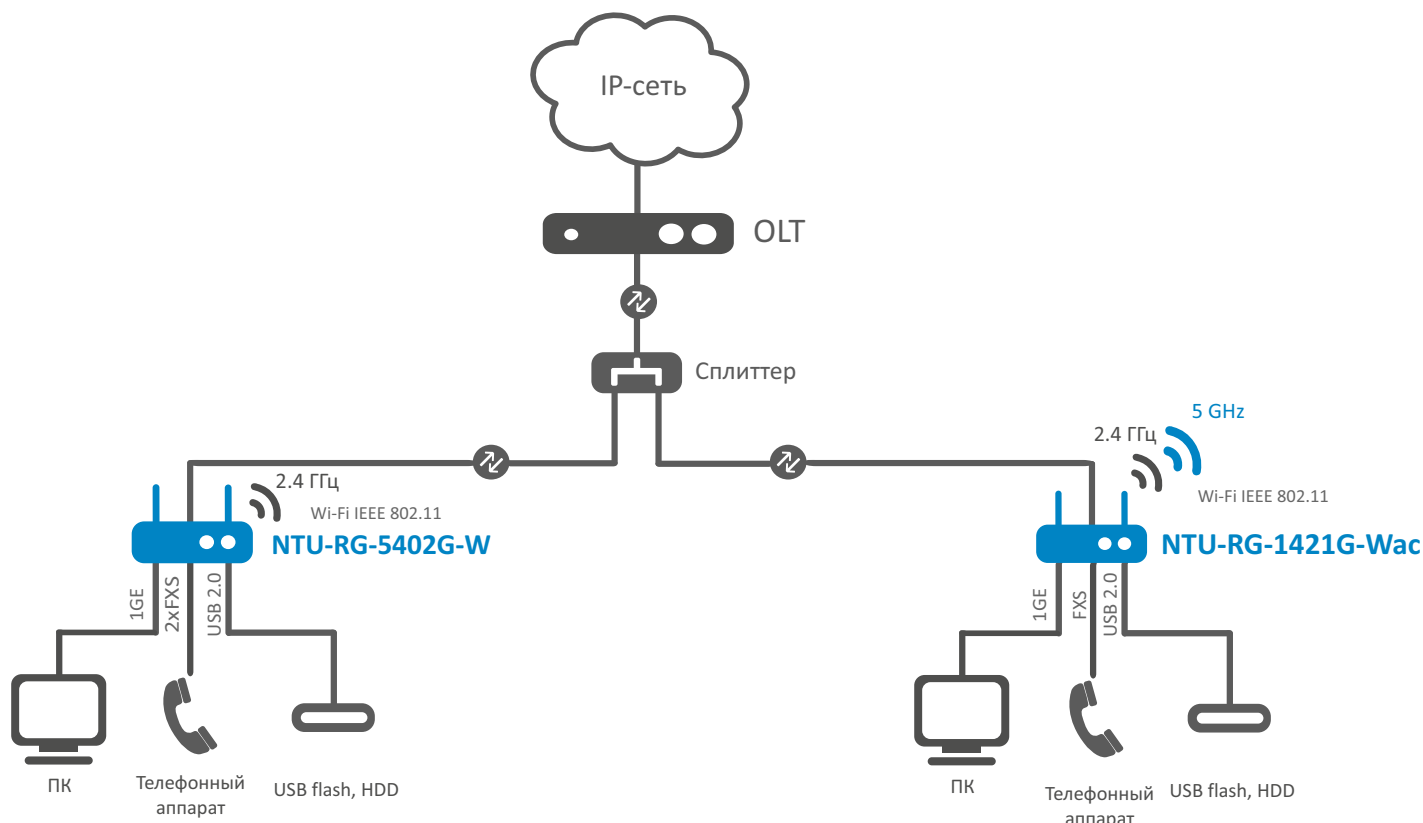 IP-сеть
OLT
Сплиттер
2.4 ГГц
Wi-Fi IEEE 802.11
NTU-RG-5402G-W
1GE
2xFXS
USB 2.0
ПК
Телефонный
аппарат
USB flash, HDD
5 GHz
2.4 ГГц
Wi-Fi IEEE 802.11
NTU-RG-1421G-Wac
1GE
FXS
USB 2.0
ПК
Телефонный
аппарат
USB flash, HDD